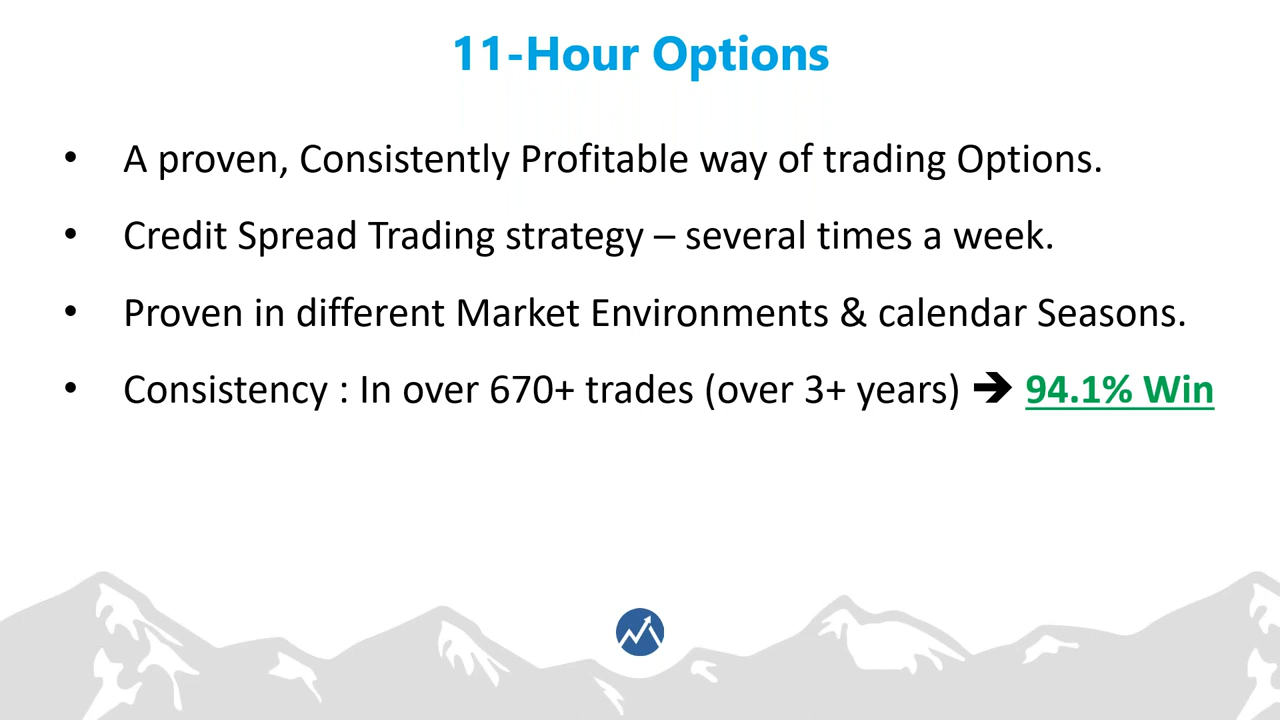 11-Hour Options
• A proven, Consistently Profitable way of trading Options.
• Credit Spread Trading strategy – several times a week.
• Proven in different Market Environments & calendar Seasons.
• Consistency : In over 670+ trades (over 3+ years) 🡺 94.1% Win